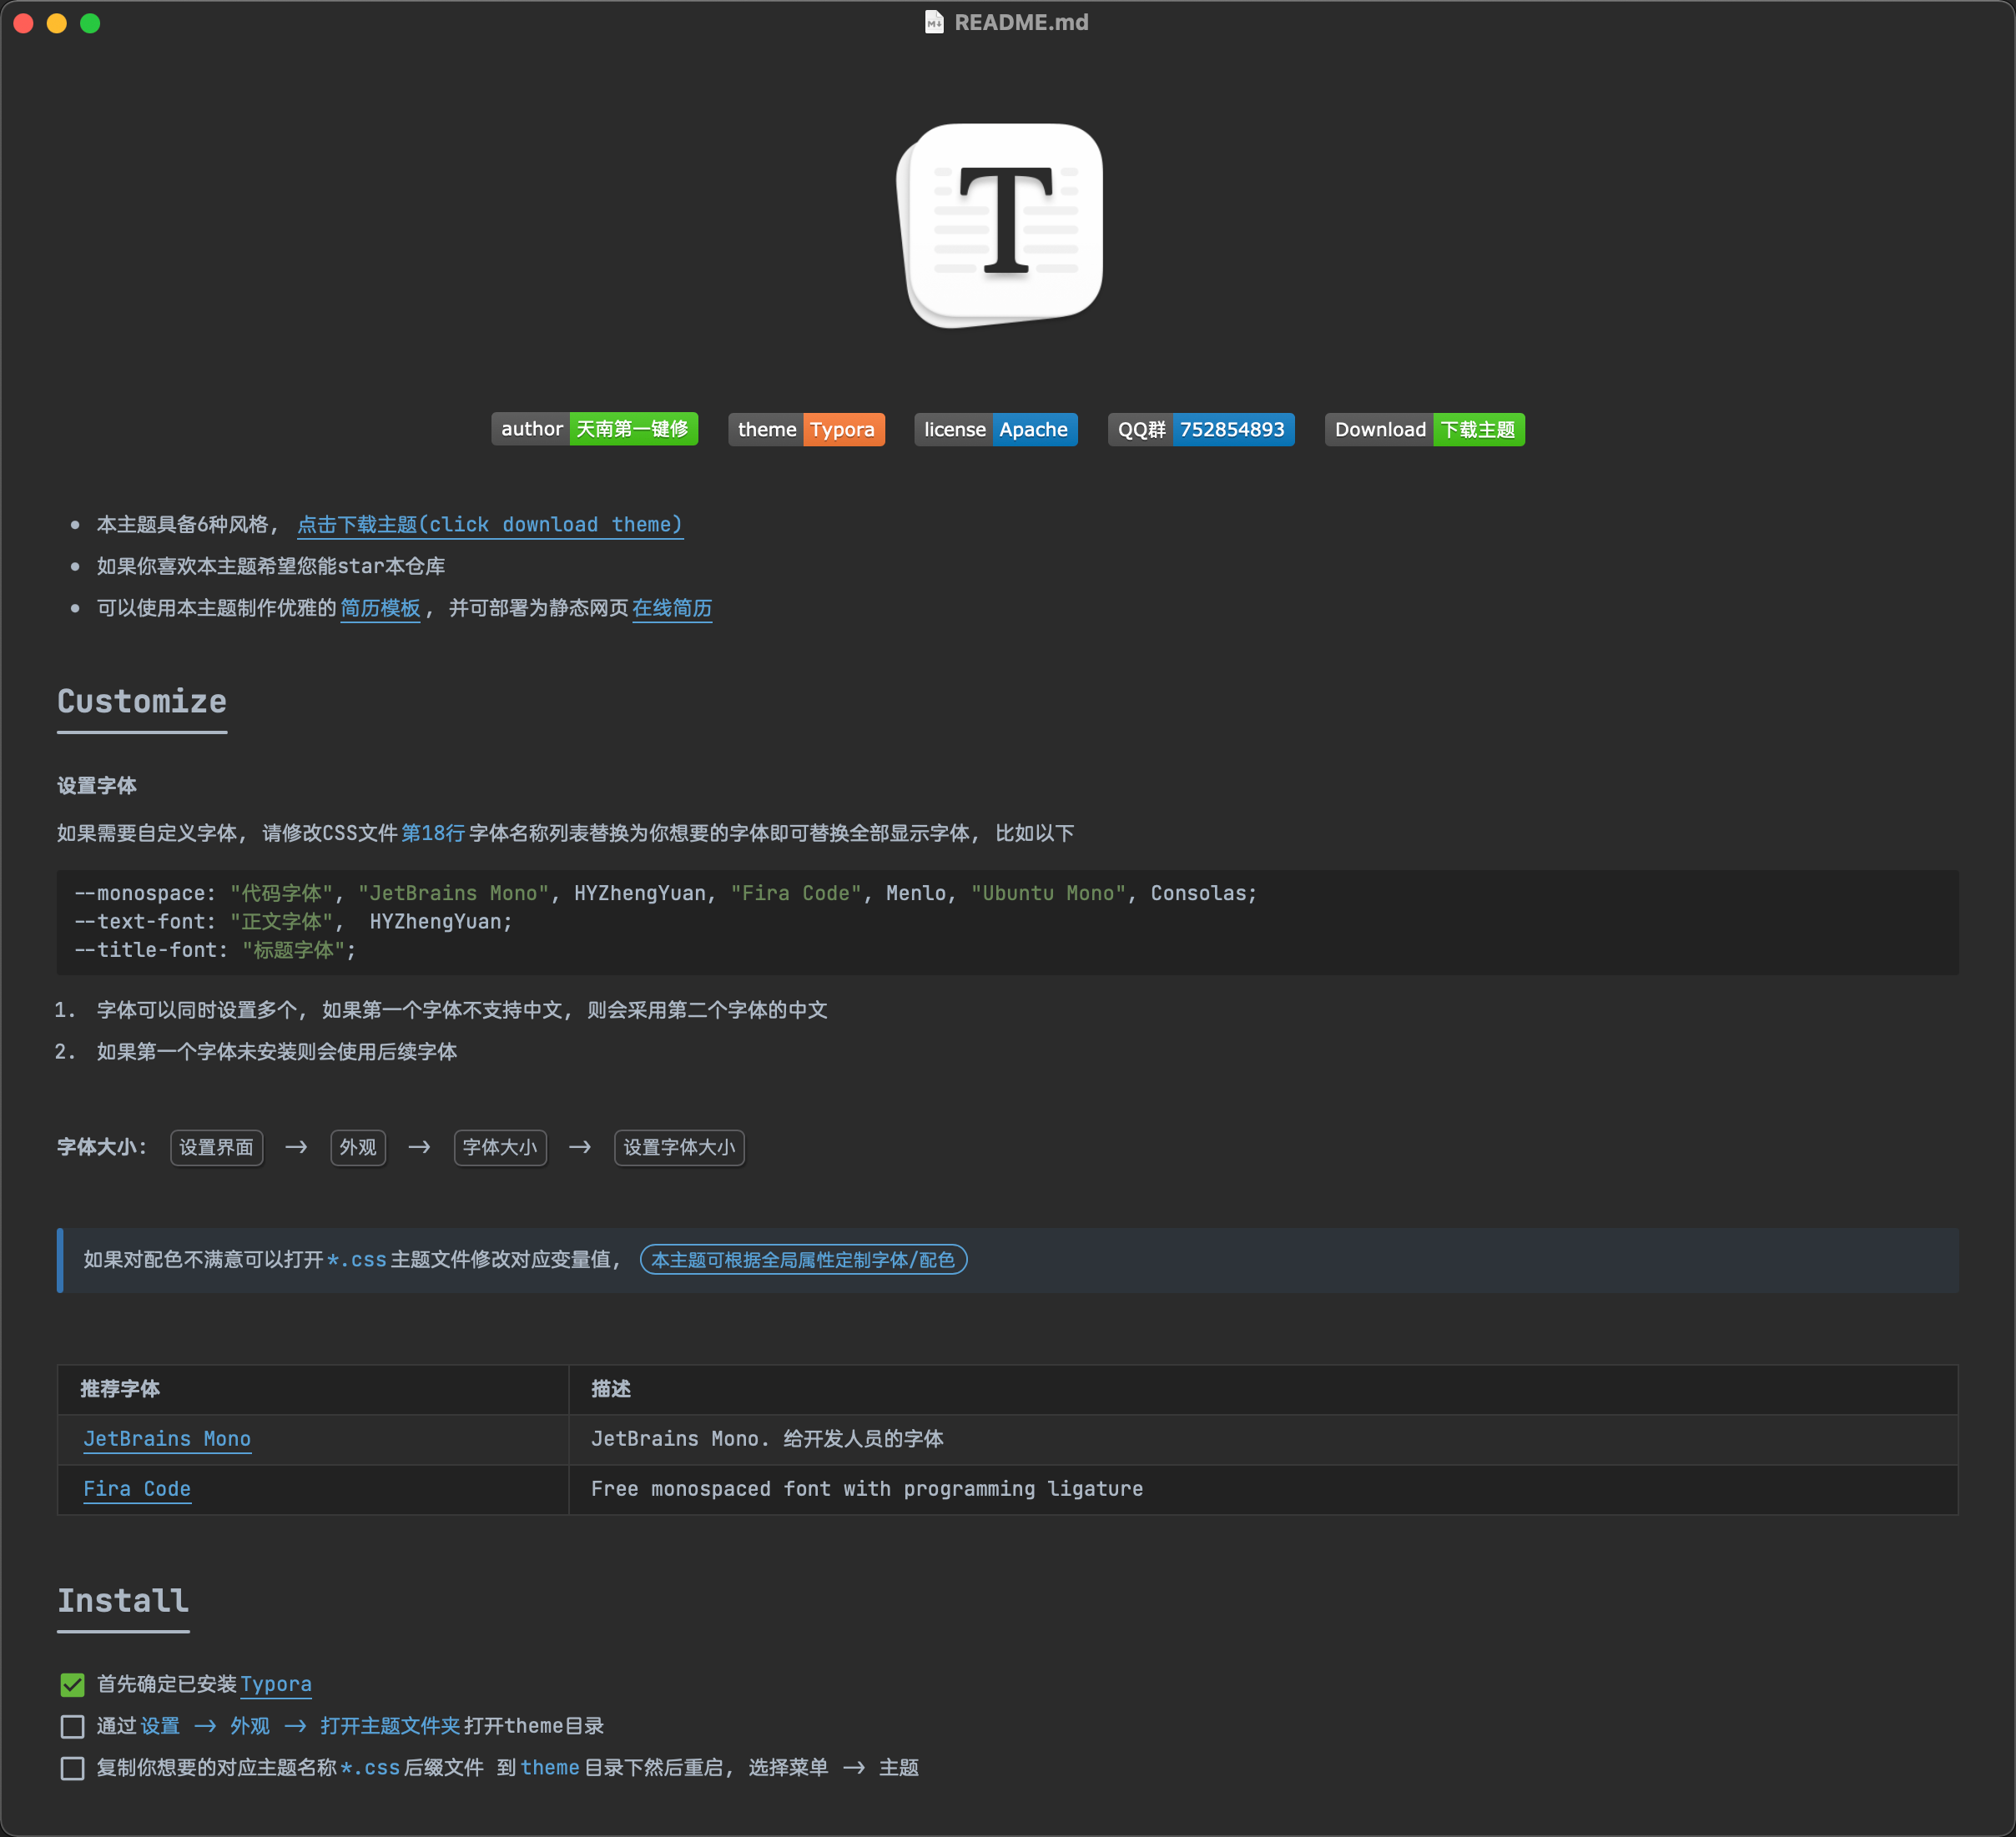 README.md
T
author 天南第一键修 theme Typora license Apache QQ群 752854893 Download 下载主题
本主题具备6种风格, 点击下载主题(click download theme)
如果你喜欢本主题希望您能star本仓库
可以使用本主题制作优雅的简历模板, 并可部署为静态网页在线简历
Customize
设置字体
如果需要自定义字体, 请修改CSS文件第18行字体名称列表替换为你想要的字体即可替换全部显示字体, 比如以下
--monospace: "代码字体", "JetBrains Mono", HYZhengYuan, "Fira Code", Menlo, "Ubuntu Mono", Consolas;
--text-font: "正文字体",  HYZhengYuan;
--title-font: "标题字体";
1. 字体可以同时设置多个, 如果第一个字体不支持中文, 则会采用第二个字体的中文
2. 如果第一个字体未安装则会使用后续字体
字体大小: 设置界面 → 外观 → 字体大小 → 设置字体大小
如果对配色不满意可以打开*.css主题文件修改对应变量值, 本主题可根据全局属性定制字体/配色
推荐字体 描述
JetBrains Mono JetBrains Mono. 给开发人员的字体
Fira Code Free monospaced font with programming ligature
Install
首先确定已安装Typora
通过设置 → 外观 → 打开主题文件夹打开theme目录
复制你想要的对应主题名称*.css后缀文件 到theme目录下然后重启, 选择菜单 → 主题